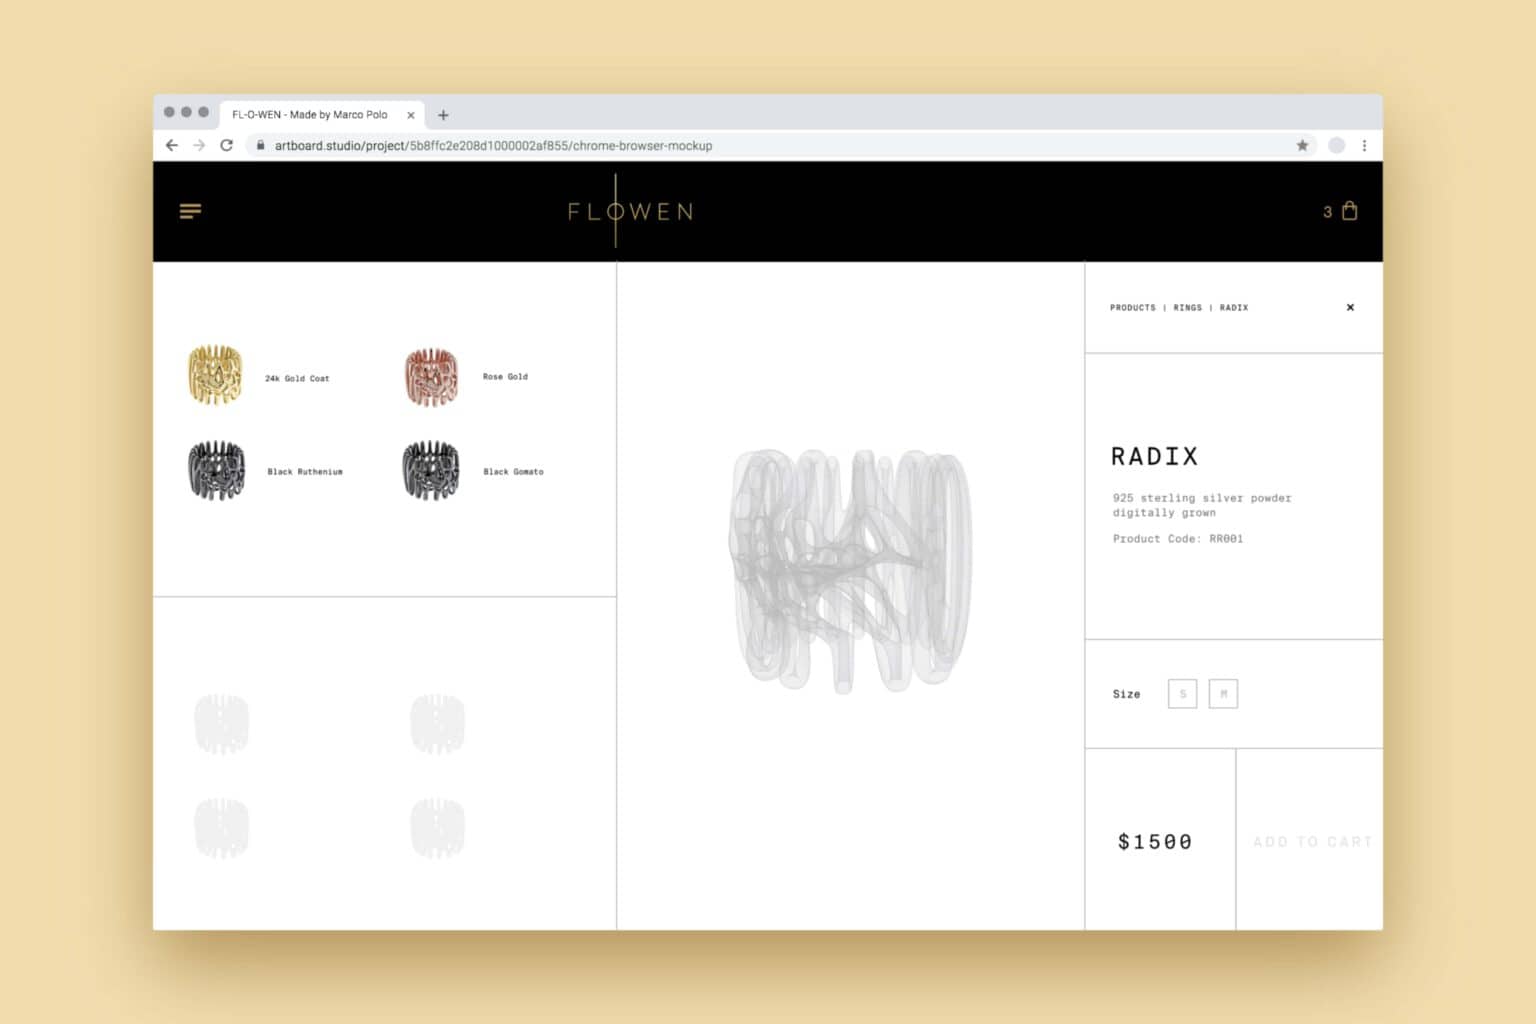 FL-O-WEN - Made by Marco Polo
artboard.studio/project/5b8ffc2e208d1000002af855/chrome-browser-mockup
FLOWEN
3
24k Gold Coat
Rose Gold
Black Ruthenium
Black Gomato
PRODUCTS | RINGS | RADIX
RADIX
925 sterling silver powder
digitally grown
Product Code: RR001
Size S M
$1500
ADD TO CART